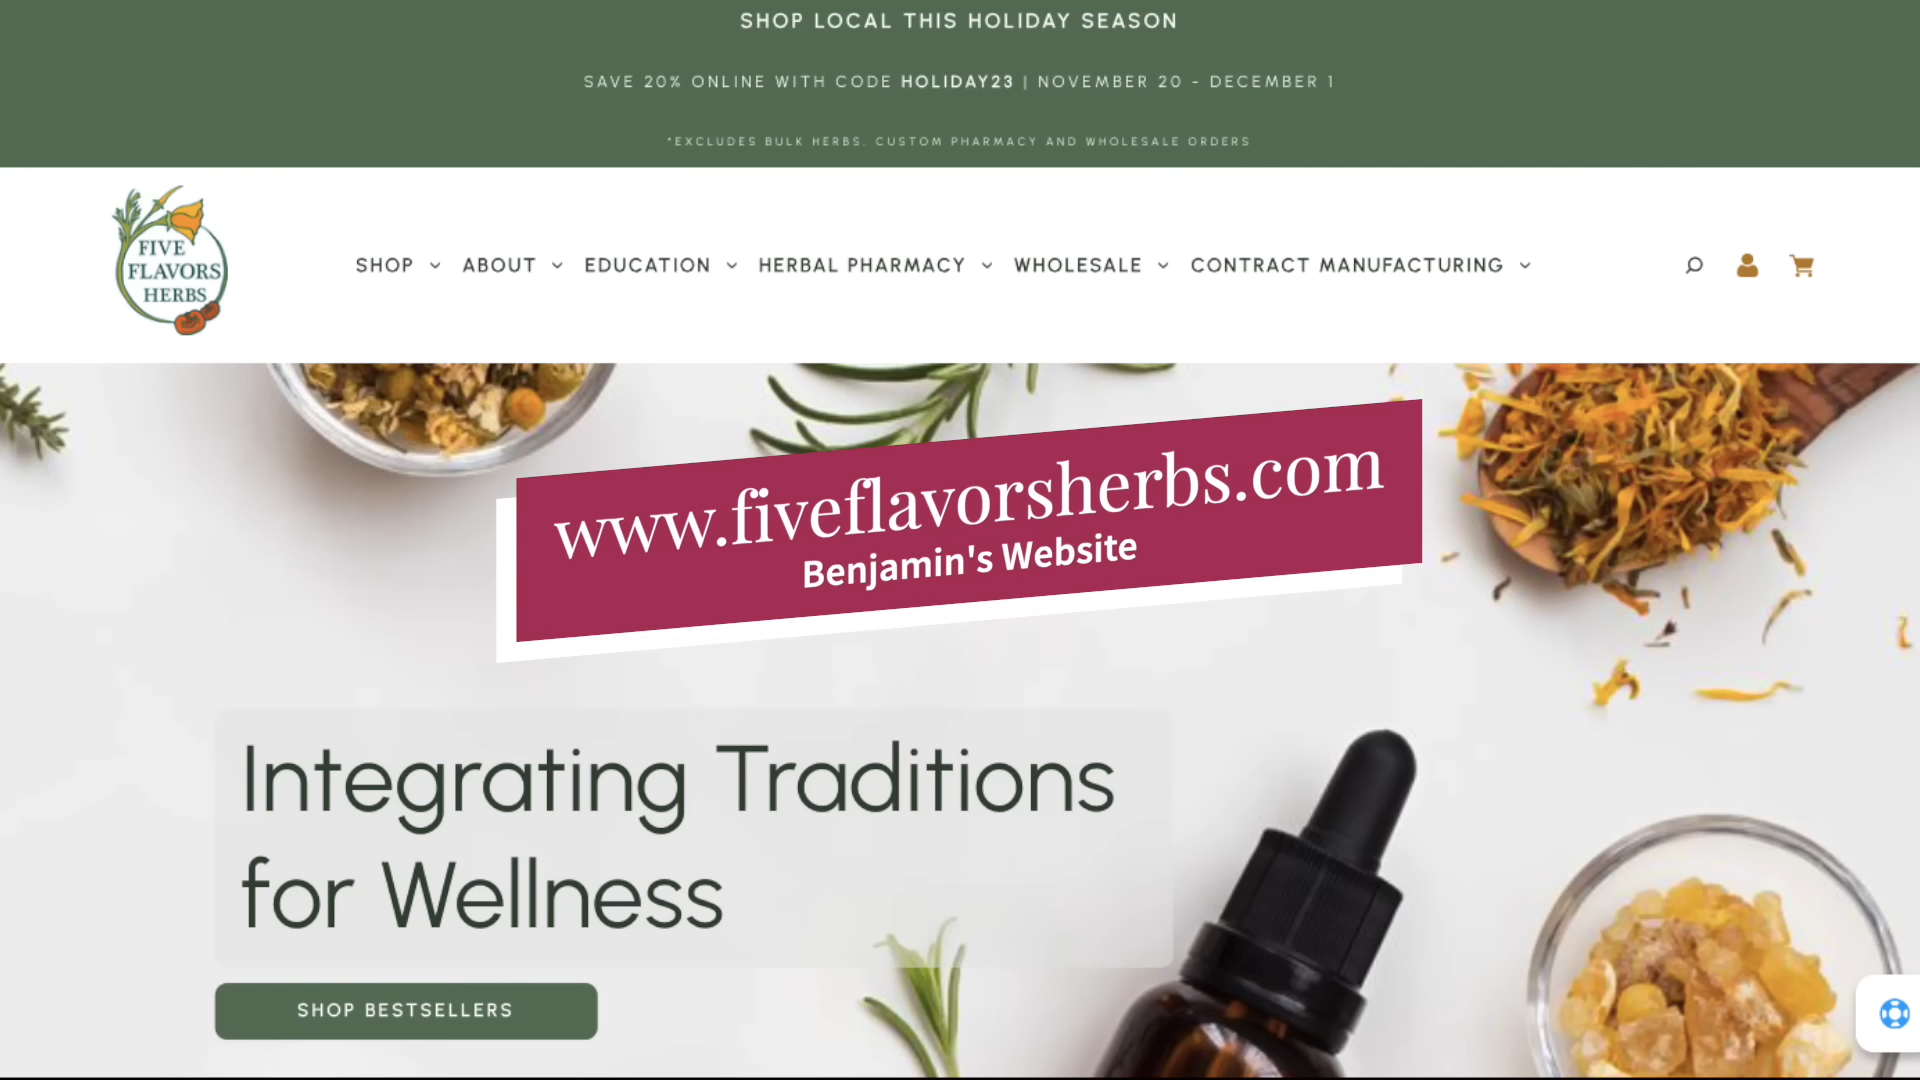 SHOP LOCAL THIS HOLIDAY SEASON
SAVE 20% ONLINE WITH CODE HOLIDAY23 | NOVEMBER 20 - DECEMBER 1
*EXCLUDES BULK HERBS, CUSTOM PHARMACY AND WHOLESALE ORDERS
FIVE
FLAVORS
HERBS
SHOP ABOUT EDUCATION HERBAL PHARMACY WHOLESALE CONTRACT MANUFACTURING
www.fiveflavorsherbs.com
Benjamin's Website
Integrating Traditions
for Wellness
SHOP BESTSELLERS